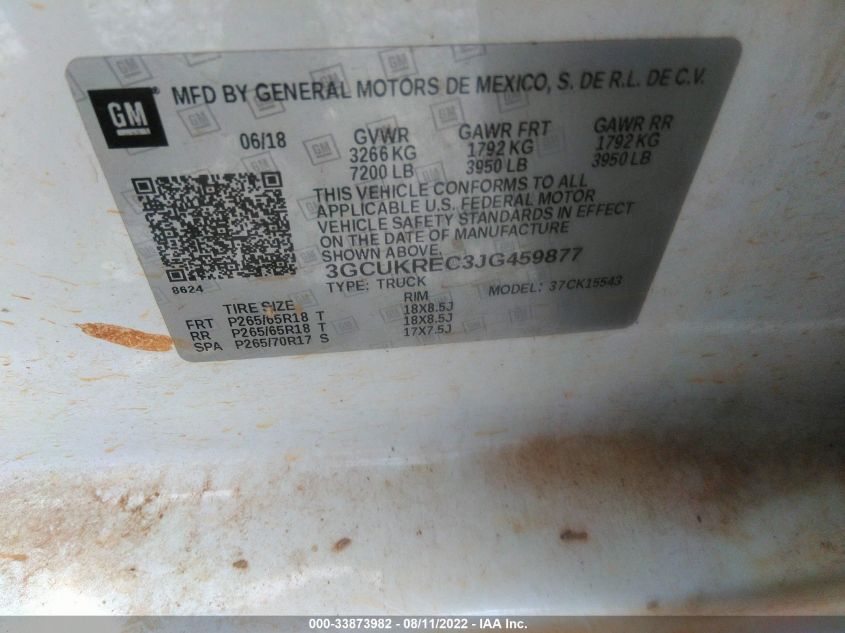 GM
MFD BY GENERAL MOTORS DE MEXICO, S. DE R.L. DE C.V.
06/18 GVWR GAWR FRT GAWR RR
3266 KG 1792 KG 1792 KG
7200 LB 3950 LB 3950 LB
THIS VEHICLE CONFORMS TO ALL
APPLICABLE U.S. FEDERAL MOTOR
VEHICLE SAFETY STANDARDS IN EFFECT
ON THE DATE OF MANUFACTURE
SHOWN ABOVE.
3GCUKREC3JG459877
8624
TYPE: TRUCK MODEL: 37CK15543
TIRE SIZE RIM
FRT P265/65R18 T 18X8.5J
RR P265/65R18 T 18X8.5J
SPA P265/70R17 S 17X7.5J
000-33873982 - 08/11/2022 - IAA Inc.